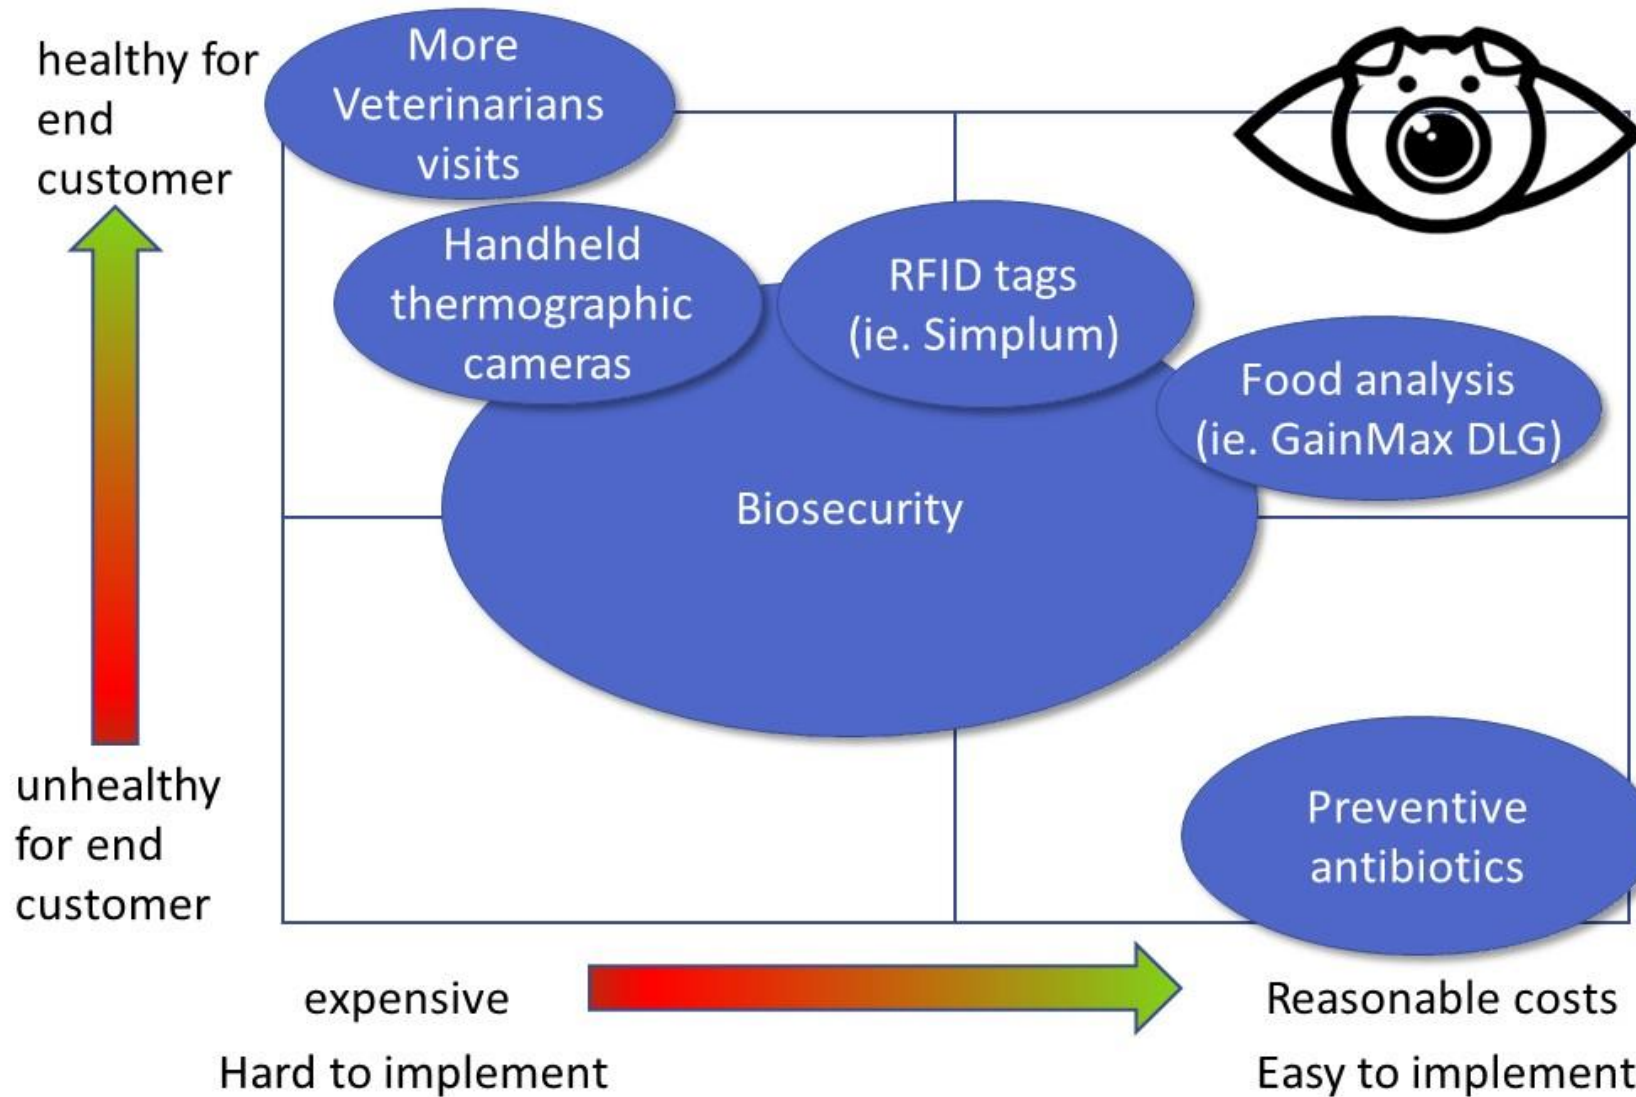 healthy for
end
customer
More
Veterinarians
visits
Handheld
thermographic
cameras
RFID tags
(ie. Simplum)
Food analysis
(ie. GainMax DLG)
Biosecurity
unhealthy
for end
customer
Preventive
antibiotics
expensive
Hard to implement
Reasonable costs
Easy to implement